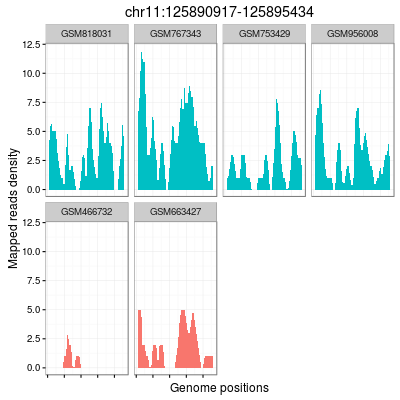 chr11:125890917-125895434
GSM818031 GSM767343 GSM753429 GSM956008
12.5
10.0
7.5
5.0
2.5
0.0
Mapped reads density
GSM466732 GSM663427
12.5
10.0
7.5
5.0
2.5
0.0
Genome positions